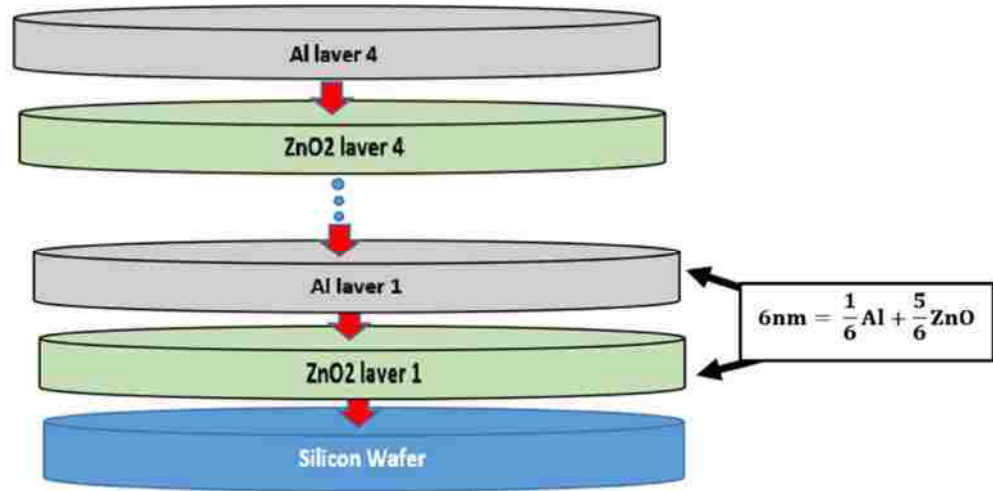 Al laver 4
ZnO2 laver 4
Al laver 1
6nm = 1/6 Al + 5/6 ZnO
ZnO2 laver 1
Silicon Wafer